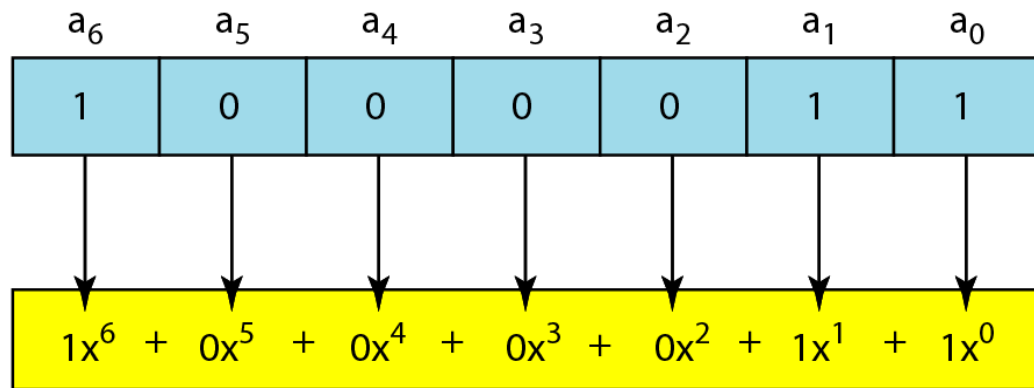 a₆ a₅ a₄ a₃ a₂ a₁ a₀
1 0 0 0 0 1 1
1x⁶ + 0x⁵ + 0x⁴ + 0x³ + 0x² + 1x¹ + 1x⁰